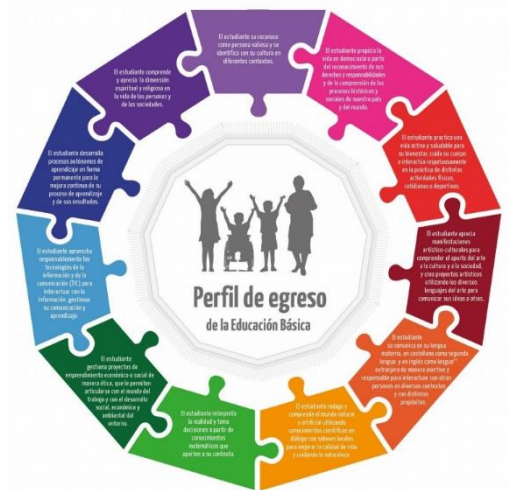 El estudiante se reconoce
como persona valiosa y se
identifica con su cultura en
diferentes contextos.
El estudiante propicia la
vida en democracia a partir
del reconocimiento de sus
derechos y responsabilidades
y de la comprensión de los
procesos históricos y
sociales de nuestro país
y del mundo.
El estudiante practica una
vida activa y saludable para
su bienestar, cuida su cuerpo
e interactúa respetuosamente
en la práctica de distintas
actividades físicas,
cotidianas o deportivas.
El estudiante aprecia
manifestaciones
artístico-culturales para
comprender el aporte del arte
a la cultura y a la sociedad,
y crea proyectos artísticos
utilizando los diversos
lenguajes del arte para
comunicar sus ideas a otros.
El estudiante
se comunica en su lengua
materna, en castellano como segunda
lengua y en inglés como lengua
extranjera de manera asertiva y
responsable para interactuar con otras
personas en diversos contextos
y con distintos
propósitos.
El estudiante indaga y
comprende el mundo natural
y artificial utilizando
conocimientos científicos en
diálogo con saberes locales
para mejorar la calidad de vida
y cuidando la naturaleza.
El estudiante interpreta
la realidad y toma
decisiones a partir de
conocimientos
matemáticos que
aporten a su contexto.
El estudiante
gestiona proyectos de
emprendimiento económico o social de
manera ética, que le permiten
articularse con el mundo del
trabajo y con el desarrollo
social, económico y
ambiental del
entorno.
El estudiante aprovecha
responsablemente las
tecnologías de la
información y de la
comunicación (TIC) para
interactuar con la
información, gestionar
su comunicación y
aprendizaje.
El estudiante desarrolla
procesos autónomos de
aprendizaje en forma
permanente para la
mejora continua de su
proceso de aprendizaje
y de sus resultados.
El estudiante comprende
y aprecia la dimensión
espiritual y religiosa en
la vida de las personas y
de las sociedades.
Perfil de egreso
de la Educación Básica